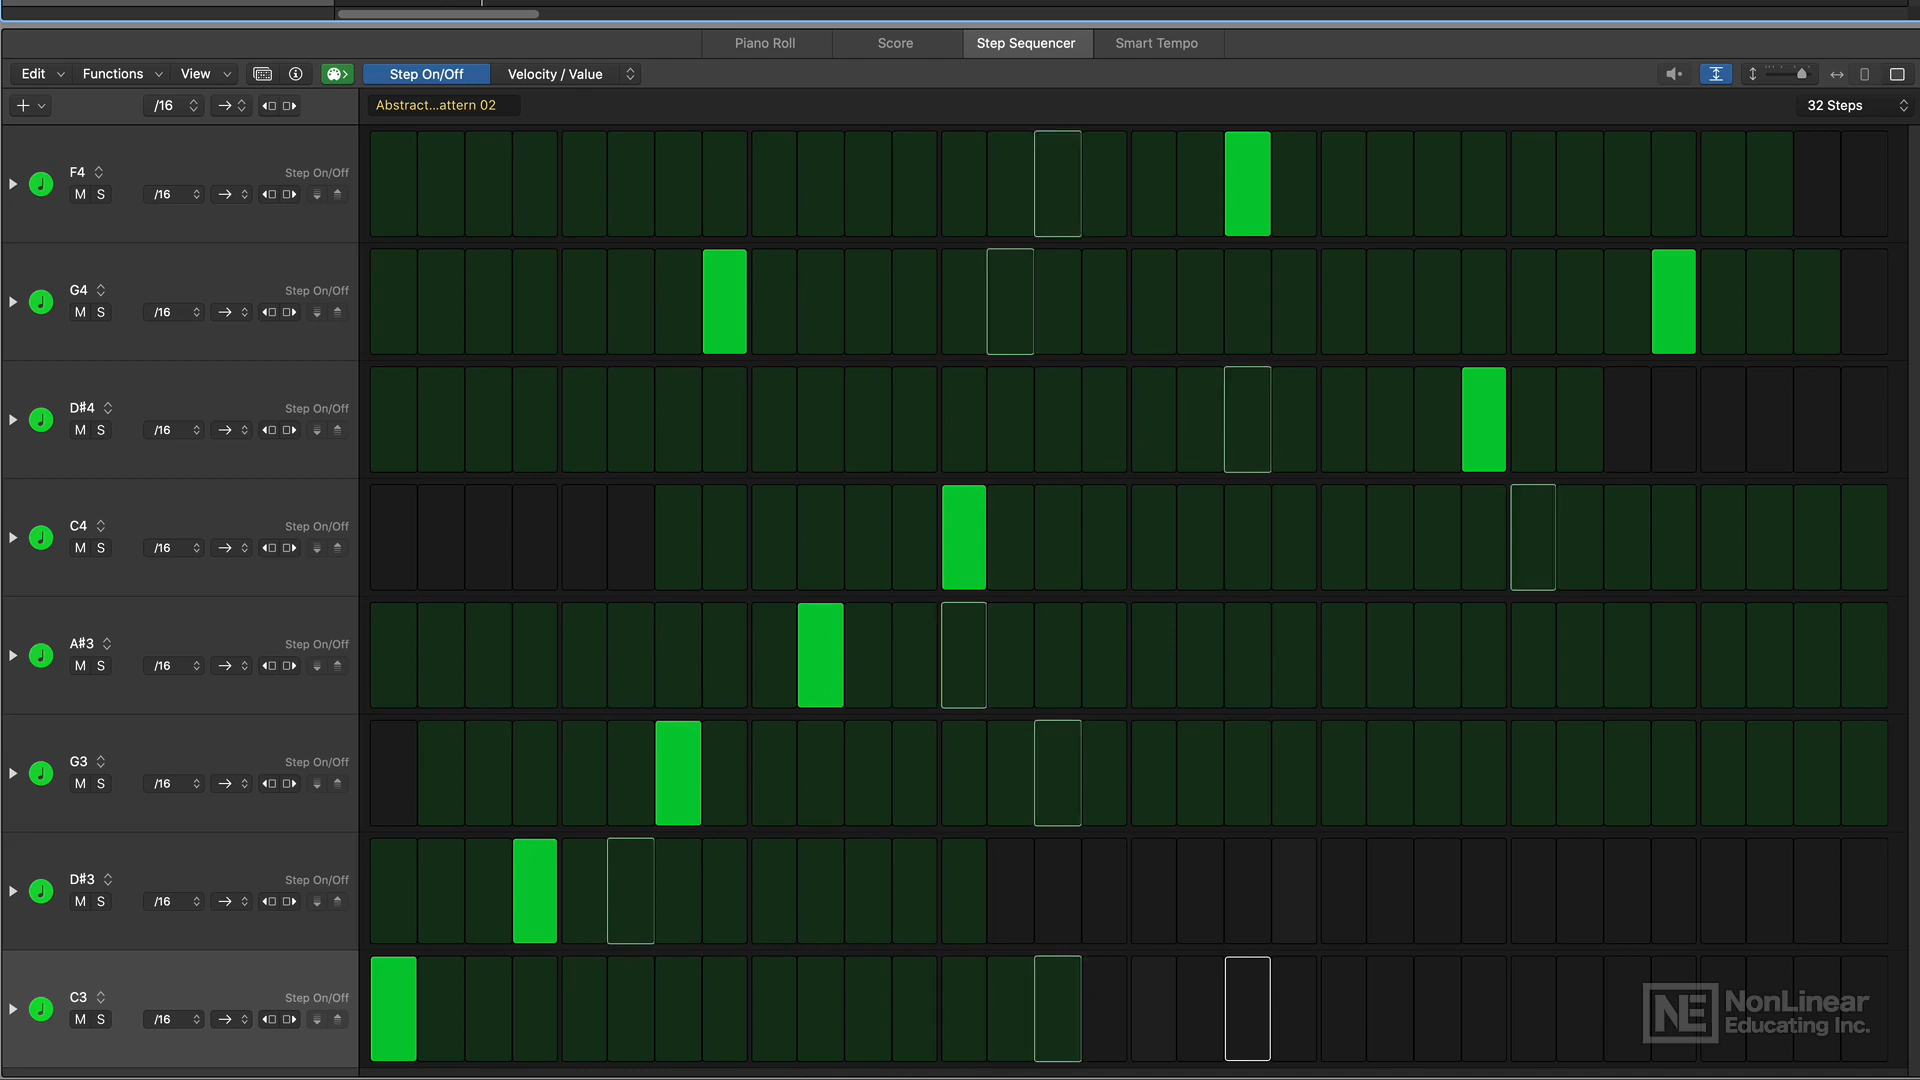 Piano Roll Score Step Sequencer Smart Tempo
Edit Functions View Step On/Off Velocity / Value
/16 Abstract...attern 02 32 Steps
F4 Step On/Off
M S /16
G4 Step On/Off
M S /16
D#4 Step On/Off
M S /16
C4 Step On/Off
M S /16
A#3 Step On/Off
M S /16
G3 Step On/Off
M S /16
D#3 Step On/Off
M S /16
C3 Step On/Off
M S /16
NE NonLinear
Educating Inc.